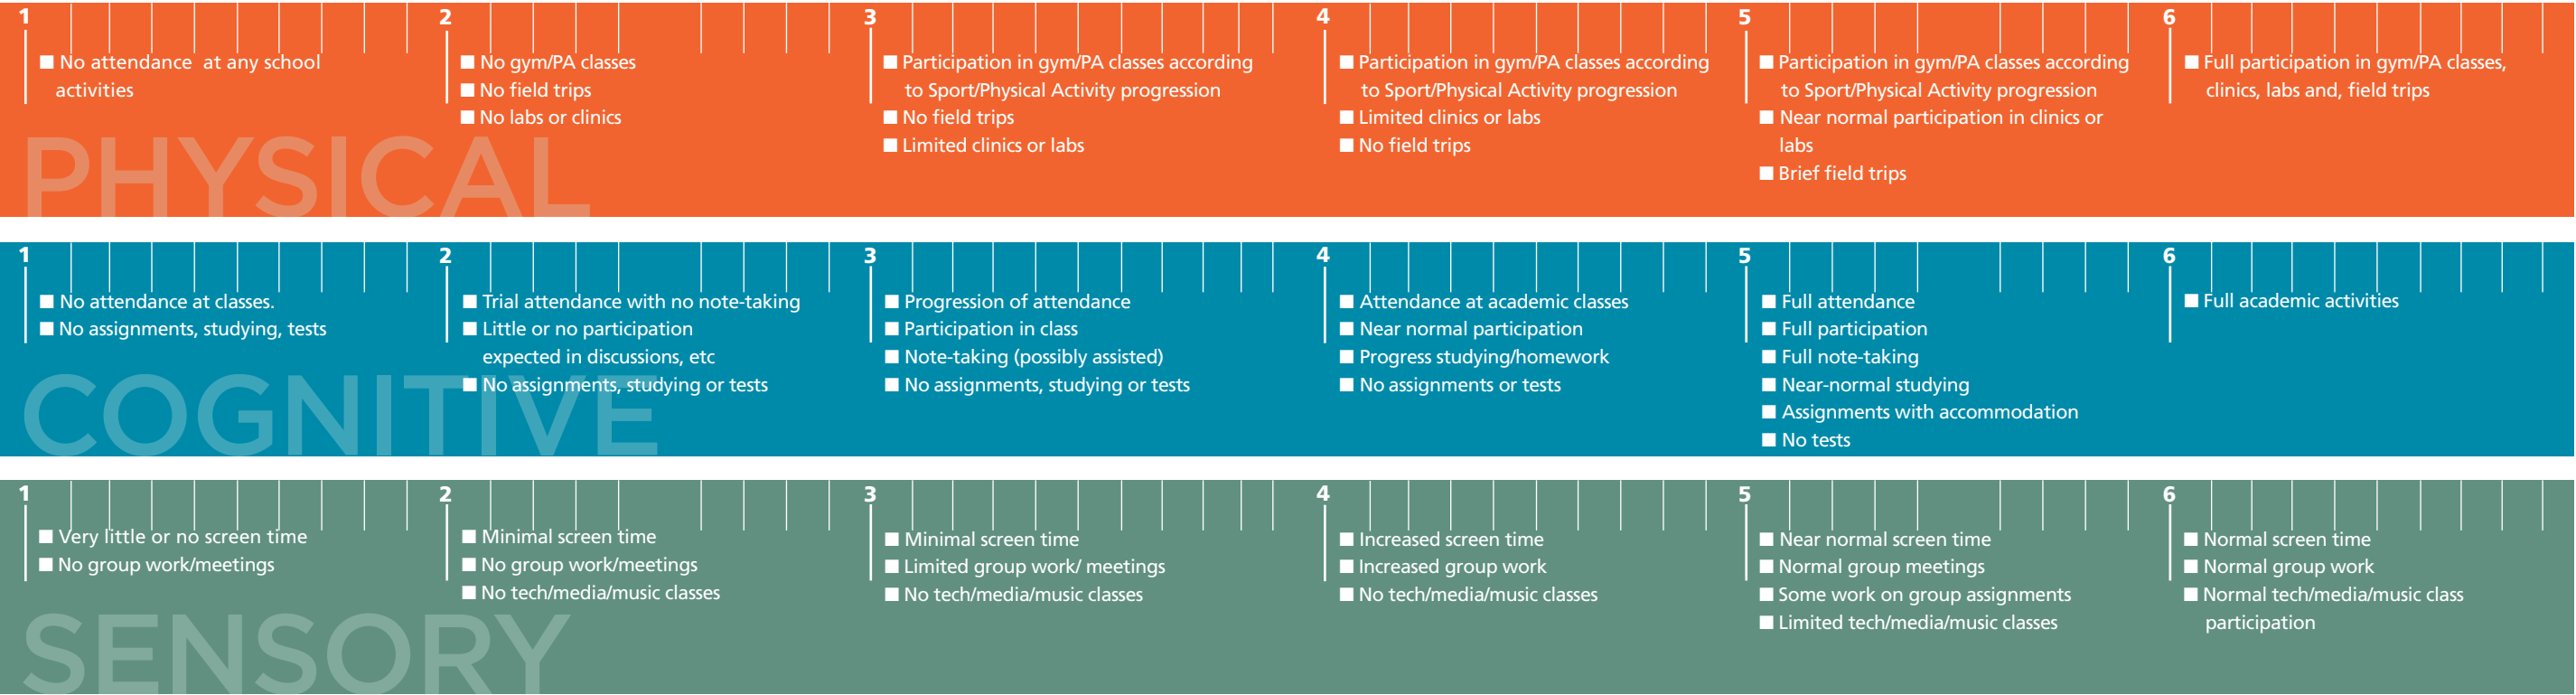 1
■ No attendance at any school
activities
2
■ No gym/PA classes
■ No field trips
■ No labs or clinics
3
■ Participation in gym/PA classes according
to Sport/Physical Activity progression
■ No field trips
■ Limited clinics or labs
4
■ Participation in gym/PA classes according
to Sport/Physical Activity progression
■ Limited clinics or labs
■ No field trips
5
■ Participation in gym/PA classes according
to Sport/Physical Activity progression
■ Near normal participation in clinics or
labs
■ Brief field trips
6
■ Full participation in gym/PA classes,
clinics, labs and, field trips
PHYSICAL
1
■ No attendance at classes.
■ No assignments, studying, tests
2
■ Trial attendance with no note-taking
■ Little or no participation
expected in discussions, etc
■ No assignments, studying or tests
3
■ Progression of attendance
■ Participation in class
■ Note-taking (possibly assisted)
■ No assignments, studying or tests
4
■ Attendance at academic classes
■ Near normal participation
■ Progress studying/homework
■ No assignments or tests
5
■ Full attendance
■ Full participation
■ Full note-taking
■ Near-normal studying
■ Assignments with accommodation
■ No tests
6
■ Full academic activities
COGNITIVE
1
■ Very little or no screen time
■ No group work/meetings
2
■ Minimal screen time
■ No group work/meetings
■ No tech/media/music classes
3
■ Minimal screen time
■ Limited group work/ meetings
■ No tech/media/music classes
4
■ Increased screen time
■ Increased group work
■ No tech/media/music classes
5
■ Near normal screen time
■ Normal group meetings
■ Some work on group assignments
■ Limited tech/media/music classes
6
■ Normal screen time
■ Normal group work
■ Normal tech/media/music class
participation
SENSORY